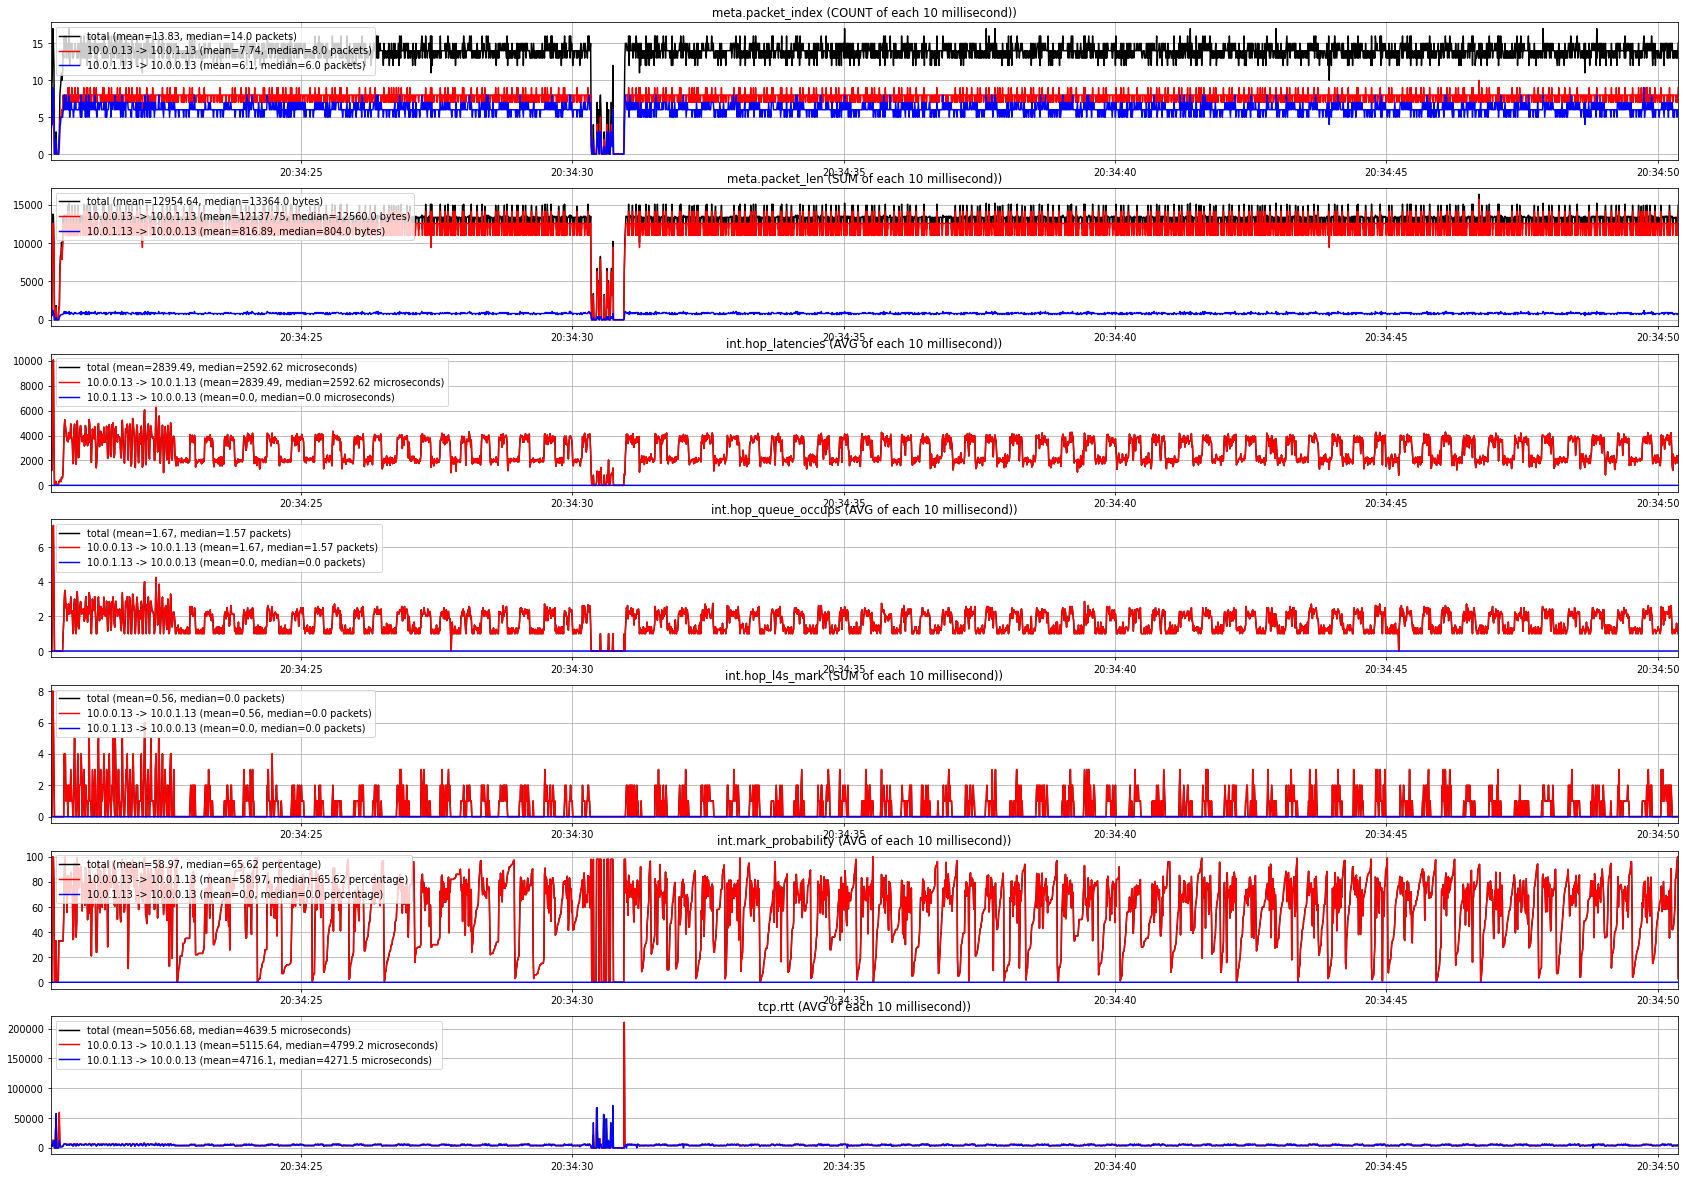 meta.packet_index (COUNT of each 10 millisecond))
total (mean=13.83, median=14.0 packets)
10.0.0.13 -> 10.0.1.13 (mean=7.74, median=8.0 packets)
10.0.1.13 -> 10.0.0.13 (mean=6.1, median=6.0 packets)
15
10
5
0
20:34:25 20:34:30 20:34:35 20:34:40 20:34:45 20:34:50
meta.packet_len (SUM of each 10 millisecond))
total (mean=12954.64, median=13364.0 bytes)
10.0.0.13 -> 10.0.1.13 (mean=12137.75, median=12560.0 bytes)
10.0.1.13 -> 10.0.0.13 (mean=816.89, median=804.0 bytes)
15000
10000
5000
0
20:34:25 20:34:30 20:34:35 20:34:40 20:34:45 20:34:50
int.hop_latencies (AVG of each 10 millisecond))
total (mean=2839.49, median=2592.62 microseconds)
10.0.0.13 -> 10.0.1.13 (mean=2839.49, median=2592.62 microseconds)
10.0.1.13 -> 10.0.0.13 (mean=0.0, median=0.0 microseconds)
10000
8000
6000
4000
2000
0
20:34:25 20:34:30 20:34:35 20:34:40 20:34:45 20:34:50
int.hop_queue_occups (AVG of each 10 millisecond))
total (mean=1.67, median=1.57 packets)
10.0.0.13 -> 10.0.1.13 (mean=1.67, median=1.57 packets)
10.0.1.13 -> 10.0.0.13 (mean=0.0, median=0.0 packets)
6
4
2
0
20:34:25 20:34:30 20:34:35 20:34:40 20:34:45 20:34:50
int.hop_l4s_mark (SUM of each 10 millisecond))
total (mean=0.56, median=0.0 packets)
10.0.0.13 -> 10.0.1.13 (mean=0.56, median=0.0 packets)
10.0.1.13 -> 10.0.0.13 (mean=0.0, median=0.0 packets)
8
6
4
2
0
20:34:25 20:34:30 20:34:35 20:34:40 20:34:45 20:34:50
int.mark_probability (AVG of each 10 millisecond))
total (mean=58.97, median=65.62 percentage)
10.0.0.13 -> 10.0.1.13 (mean=58.97, median=65.62 percentage)
10.0.1.13 -> 10.0.0.13 (mean=0.0, median=0.0 percentage)
100
80
60
40
20
0
20:34:25 20:34:30 20:34:35 20:34:40 20:34:45 20:34:50
tcp.rtt (AVG of each 10 millisecond))
total (mean=5056.68, median=4639.5 microseconds)
10.0.0.13 -> 10.0.1.13 (mean=5115.64, median=4799.2 microseconds)
10.0.1.13 -> 10.0.0.13 (mean=4716.1, median=4271.5 microseconds)
200000
150000
100000
50000
0
20:34:25 20:34:30 20:34:35 20:34:40 20:34:45 20:34:50